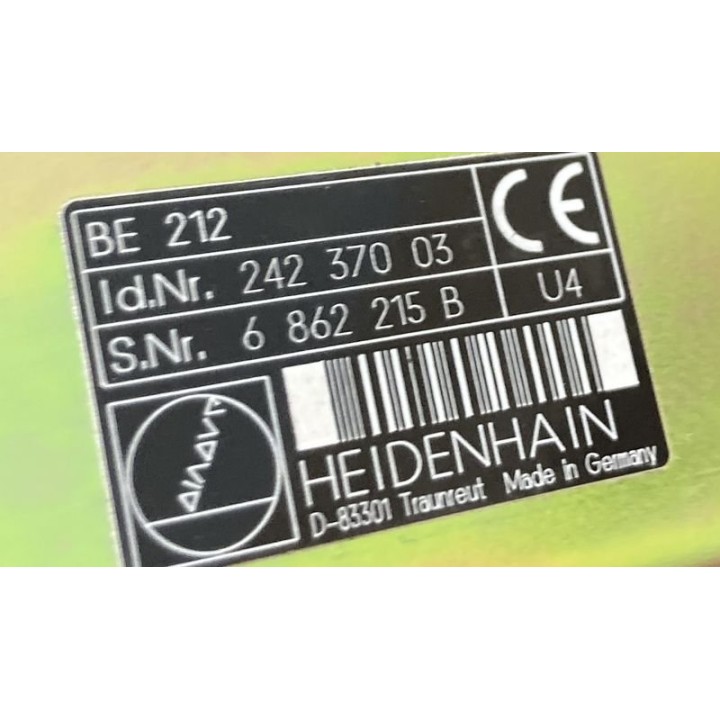 BE 212
CE
Id.Nr. 242 370 03
S.Nr. 6 862 215 B
U4
HEIDENHAIN
D-83301 Traunreut Made in Germany